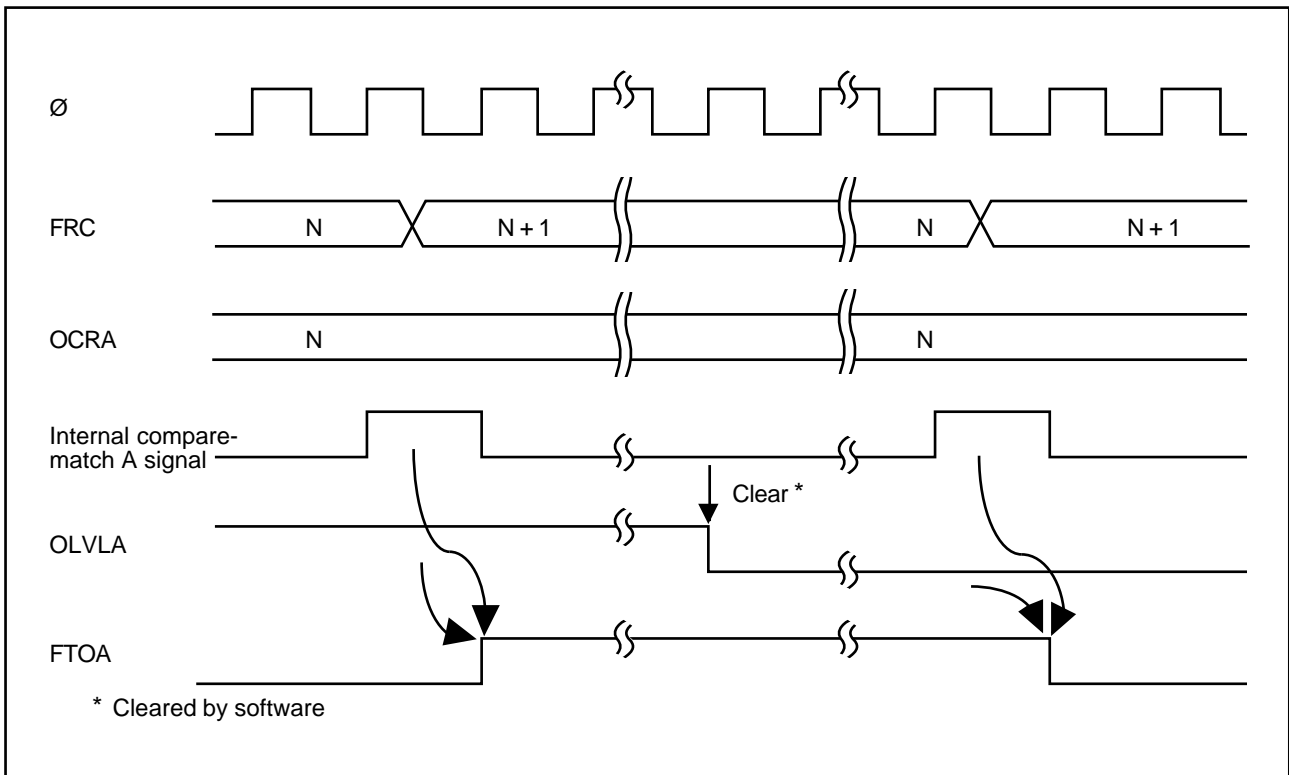 Ø
FRC
N
N + 1
N
N + 1
OCRA
N
N
Internal compare-
match A signal
Clear *
OLVLA
FTOA
* Cleared by software